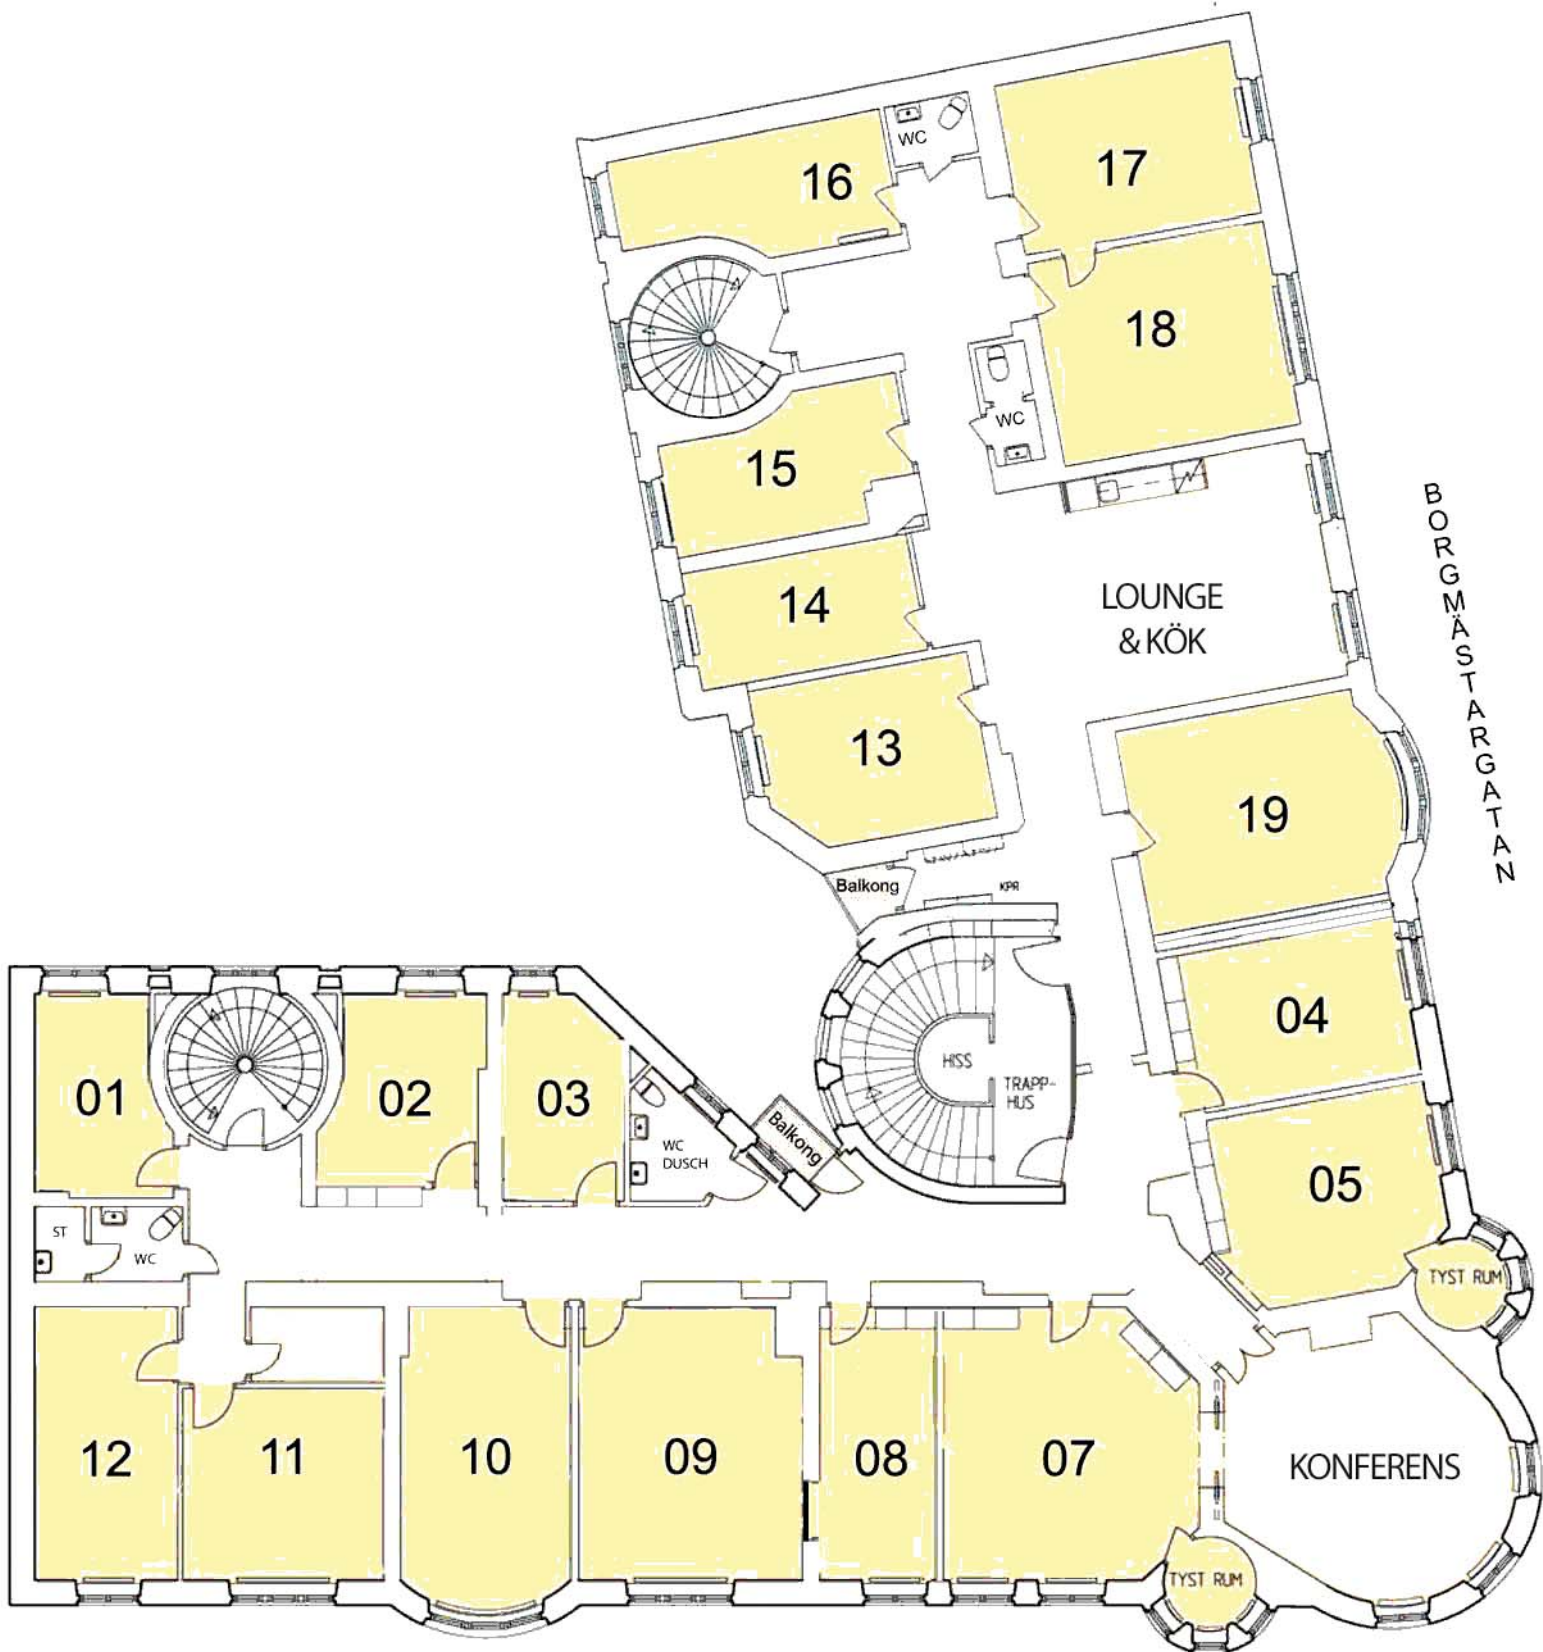 WC
17
16
18
WC
15
BORGMÄSTARGATAN
LOUNGE
& KÖK
14
13
19
Balkong
KPR
04
HISS
TRAPP-
HUS
01
02
03
Balkong
WC
DUSCH
05
ST
WC
TYST RUM
12
11
10
09
08
07
KONFERENS
TYST RUM